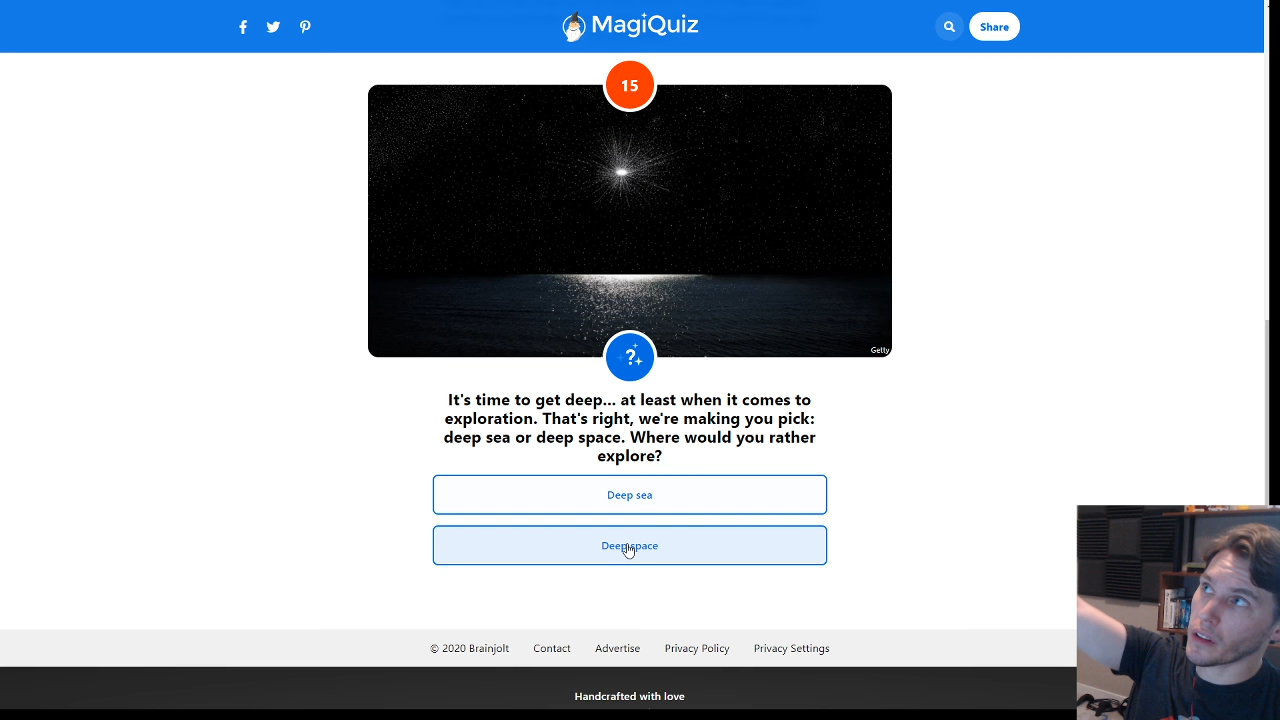 MagiQuiz
Share
15
Getty
?
It's time to get deep... at least when it comes to
exploration. That's right, we're making you pick:
deep sea or deep space. Where would you rather
explore?
Deep sea
Deep space
© 2020 Brainjolt Contact Advertise Privacy Policy Privacy Settings
Handcrafted with love